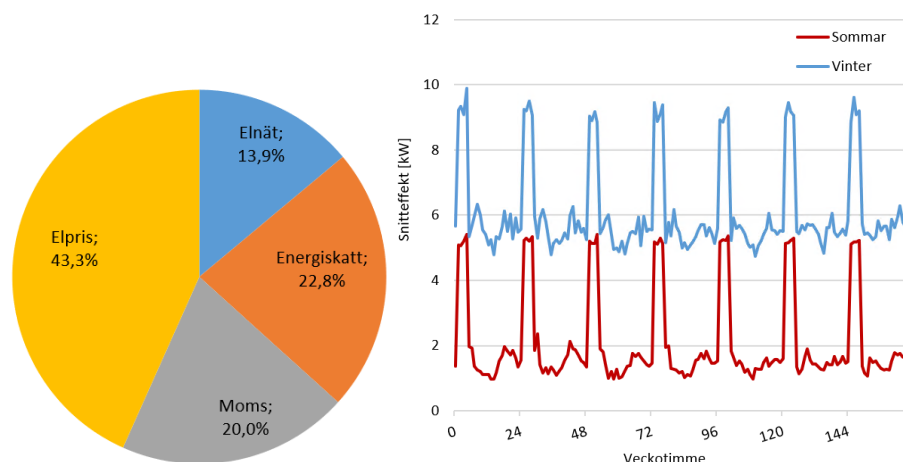 Elnät;
13,9%
Energiskatt;
22,8%
Moms;
20,0%
Elpris;
43,3%
Snitteffekt [kW]
12
10
8
6
4
2
0
Sommar
Vinter
0
24
48
72
96
120
144
Veckotimme